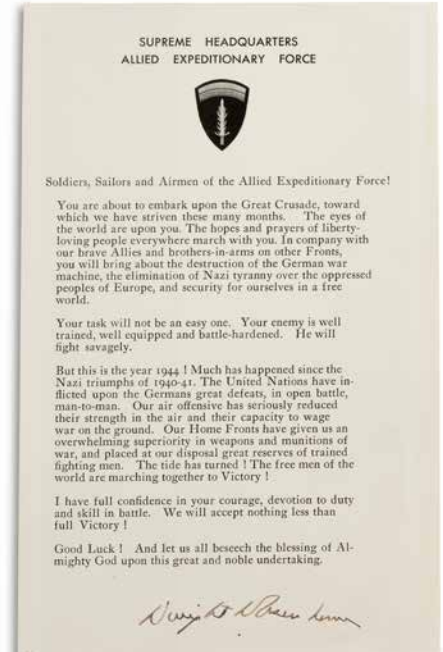 SUPREME HEADQUARTERS
ALLIED EXPEDITIONARY FORCE
Soldiers, Sailors and Airmen of the Allied Expeditionary Force!
You are about to embark upon the Great Crusade, toward
which we have striven these many months. The eyes of
the world are upon you. The hopes and prayers of liberty-
loving people everywhere march with you. In company with
our brave Allies and brothers-in-arms on other Fronts,
you will bring about the destruction of the German war
machine, the elimination of Nazi tyranny over the oppressed
peoples of Europe, and security for ourselves in a free
world.
Your task will not be an easy one. Your enemy is well
trained, well equipped and battle-hardened. He will
fight savagely.
But this is the year 1944 ! Much has happened since the
Nazi triumphs of 1940-41. The United Nations have in-
flicted upon the Germans great defeats, in open battle,
man-to-man. Our air offensive has seriously reduced
their strength in the air and their capacity to wage
war on the ground. Our Home Fronts have given us an
overwhelming superiority in weapons and munitions of
war, and placed at our disposal great reserves of trained
fighting men. The tide has turned ! The free men of the
world are marching together to Victory !
I have full confidence in your courage, devotion to duty
and skill in battle. We will accept nothing less than
full Victory !
Good Luck ! And let us all beseech the blessing of Al-
mighty God upon this great and noble undertaking.
Dwight D Eisenhower